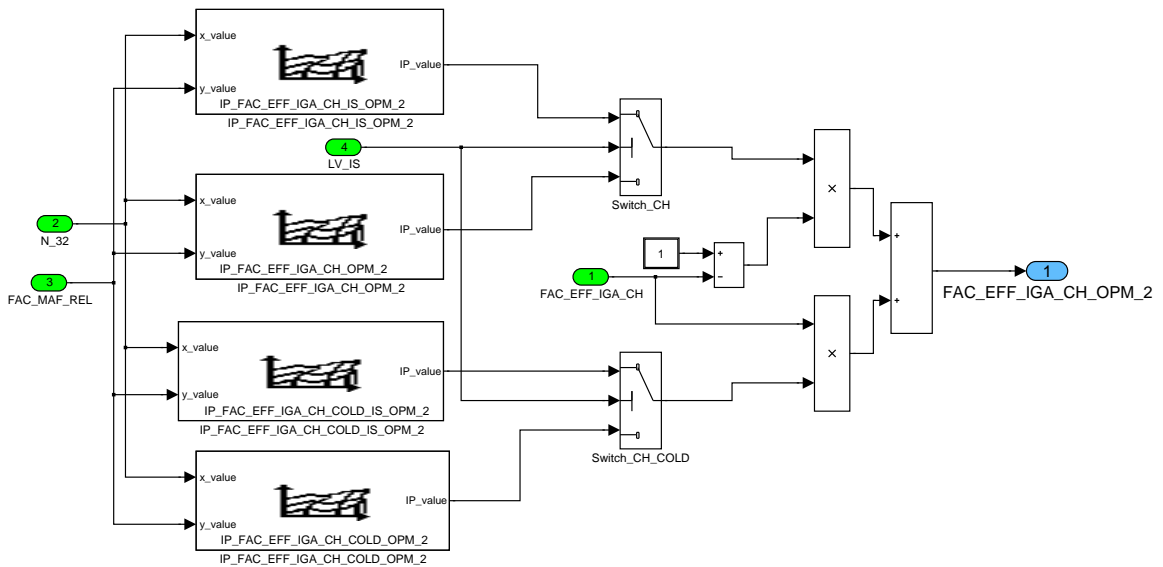 x_value
y_value
IP_value
IP_FAC_EFF_IGA_CH_IS_OPM_2
IP_FAC_EFF_IGA_CH_IS_OPM_2
4
LV_IS
x_value
y_value
IP_value
IP_FAC_EFF_IGA_CH_OPM_2
IP_FAC_EFF_IGA_CH_OPM_2
2
N_32
3
FAC_MAF_REL
Switch_CH
1
+
−
1
FAC_EFF_IGA_CH
×
×
+
+
1
FAC_EFF_IGA_CH_OPM_2
x_value
y_value
IP_value
IP_FAC_EFF_IGA_CH_COLD_IS_OPM_2
IP_FAC_EFF_IGA_CH_COLD_IS_OPM_2
Switch_CH_COLD
x_value
y_value
IP_value
IP_FAC_EFF_IGA_CH_COLD_OPM_2
IP_FAC_EFF_IGA_CH_COLD_OPM_2